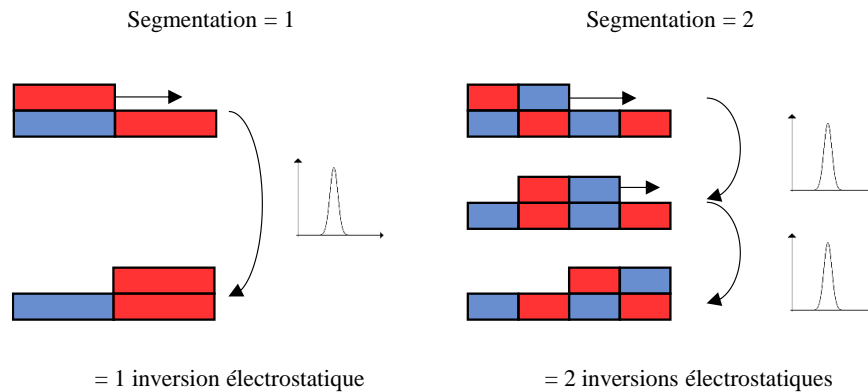 Segmentation = 1
Segmentation = 2
= 1 inversion électrostatique
= 2 inversions électrostatiques